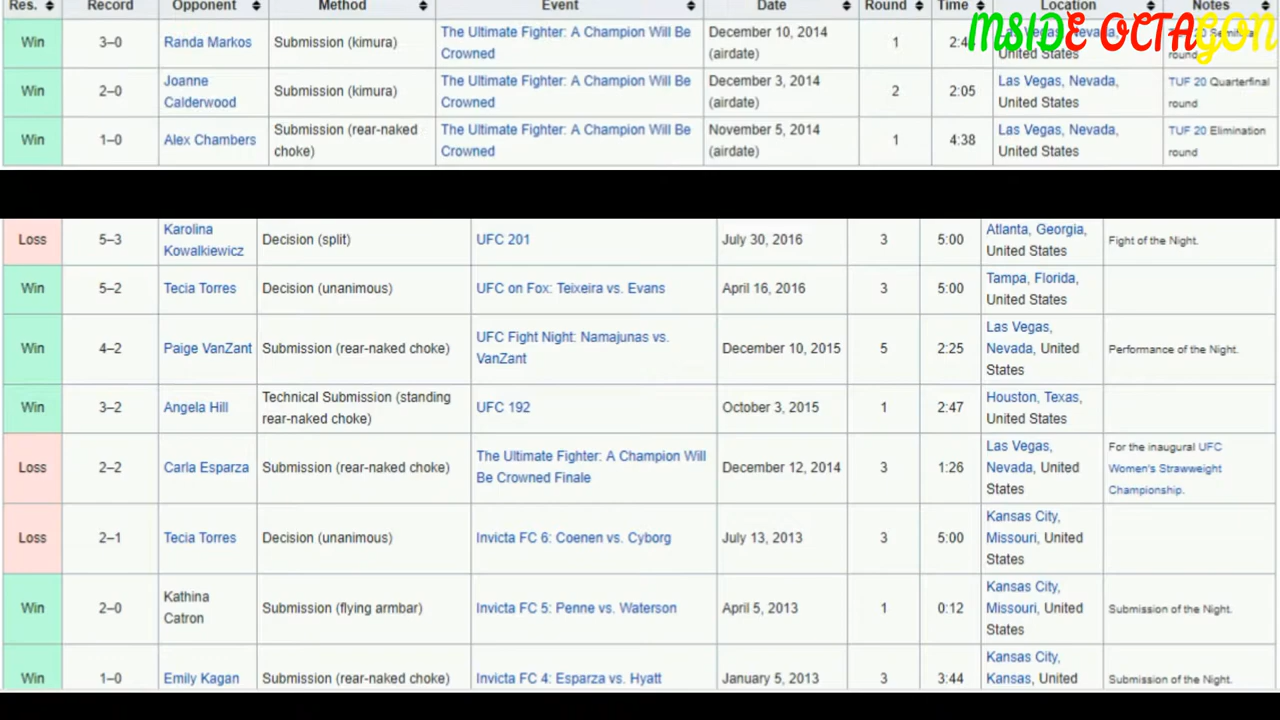 Res. Record Opponent Method Event Date Round Time Location Notes
MSIDE OCTAGON
Win 3–0 Randa Markos Submission (kimura) The Ultimate Fighter: A Champion Will Be Crowned December 10, 2014 (airdate) 1 Las Vegas, Nevada, United States TUF 20 round
Win 2–0 Joanne Calderwood Submission (kimura) The Ultimate Fighter: A Champion Will Be Crowned December 3, 2014 (airdate) 2 2:05 Las Vegas, Nevada, United States TUF 20 Quarterfinal round
Win 1–0 Alex Chambers Submission (rear-naked choke) The Ultimate Fighter: A Champion Will Be Crowned November 5, 2014 (airdate) 1 4:38 Las Vegas, Nevada, United States TUF 20 Elimination round
Loss 5–3 Karolina Kowalkiewicz Decision (split) UFC 201 July 30, 2016 3 5:00 Atlanta, Georgia, United States Fight of the Night.
Win 5–2 Tecia Torres Decision (unanimous) UFC on Fox: Teixeira vs. Evans April 16, 2016 3 5:00 Tampa, Florida, United States
Win 4–2 Paige VanZant Submission (rear-naked choke) UFC Fight Night: Namajunas vs. VanZant December 10, 2015 5 2:25 Las Vegas, Nevada, United States Performance of the Night.
Win 3–2 Angela Hill Technical Submission (standing rear-naked choke) UFC 192 October 3, 2015 1 2:47 Houston, Texas, United States
Loss 2–2 Carla Esparza Submission (rear-naked choke) The Ultimate Fighter: A Champion Will Be Crowned Finale December 12, 2014 3 1:26 Las Vegas, Nevada, United States For the inaugural UFC Women's Strawweight Championship.
Loss 2–1 Tecia Torres Decision (unanimous) Invicta FC 6: Coenen vs. Cyborg July 13, 2013 3 5:00 Kansas City, Missouri, United States
Win 2–0 Kathina Catron Submission (flying armbar) Invicta FC 5: Penne vs. Waterson April 5, 2013 1 0:12 Kansas City, Missouri, United States Submission of the Night.
Win 1–0 Emily Kagan Submission (rear-naked choke) Invicta FC 4: Esparza vs. Hyatt January 5, 2013 3 3:44 Kansas City, Kansas, United Submission of the Night.